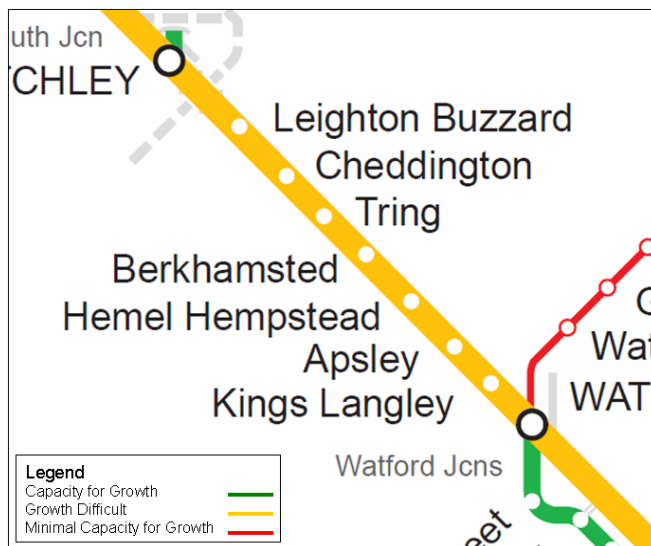 uth Jcn
TCHLEY
Leighton Buzzard
Cheddington
Tring
Berkhamsted
Hemel Hempstead
Apsley
Kings Langley
G
Wat
WAT
Watford Jcns
eet
Legend
Capacity for Growth
Growth Difficult
Minimal Capacity for Growth